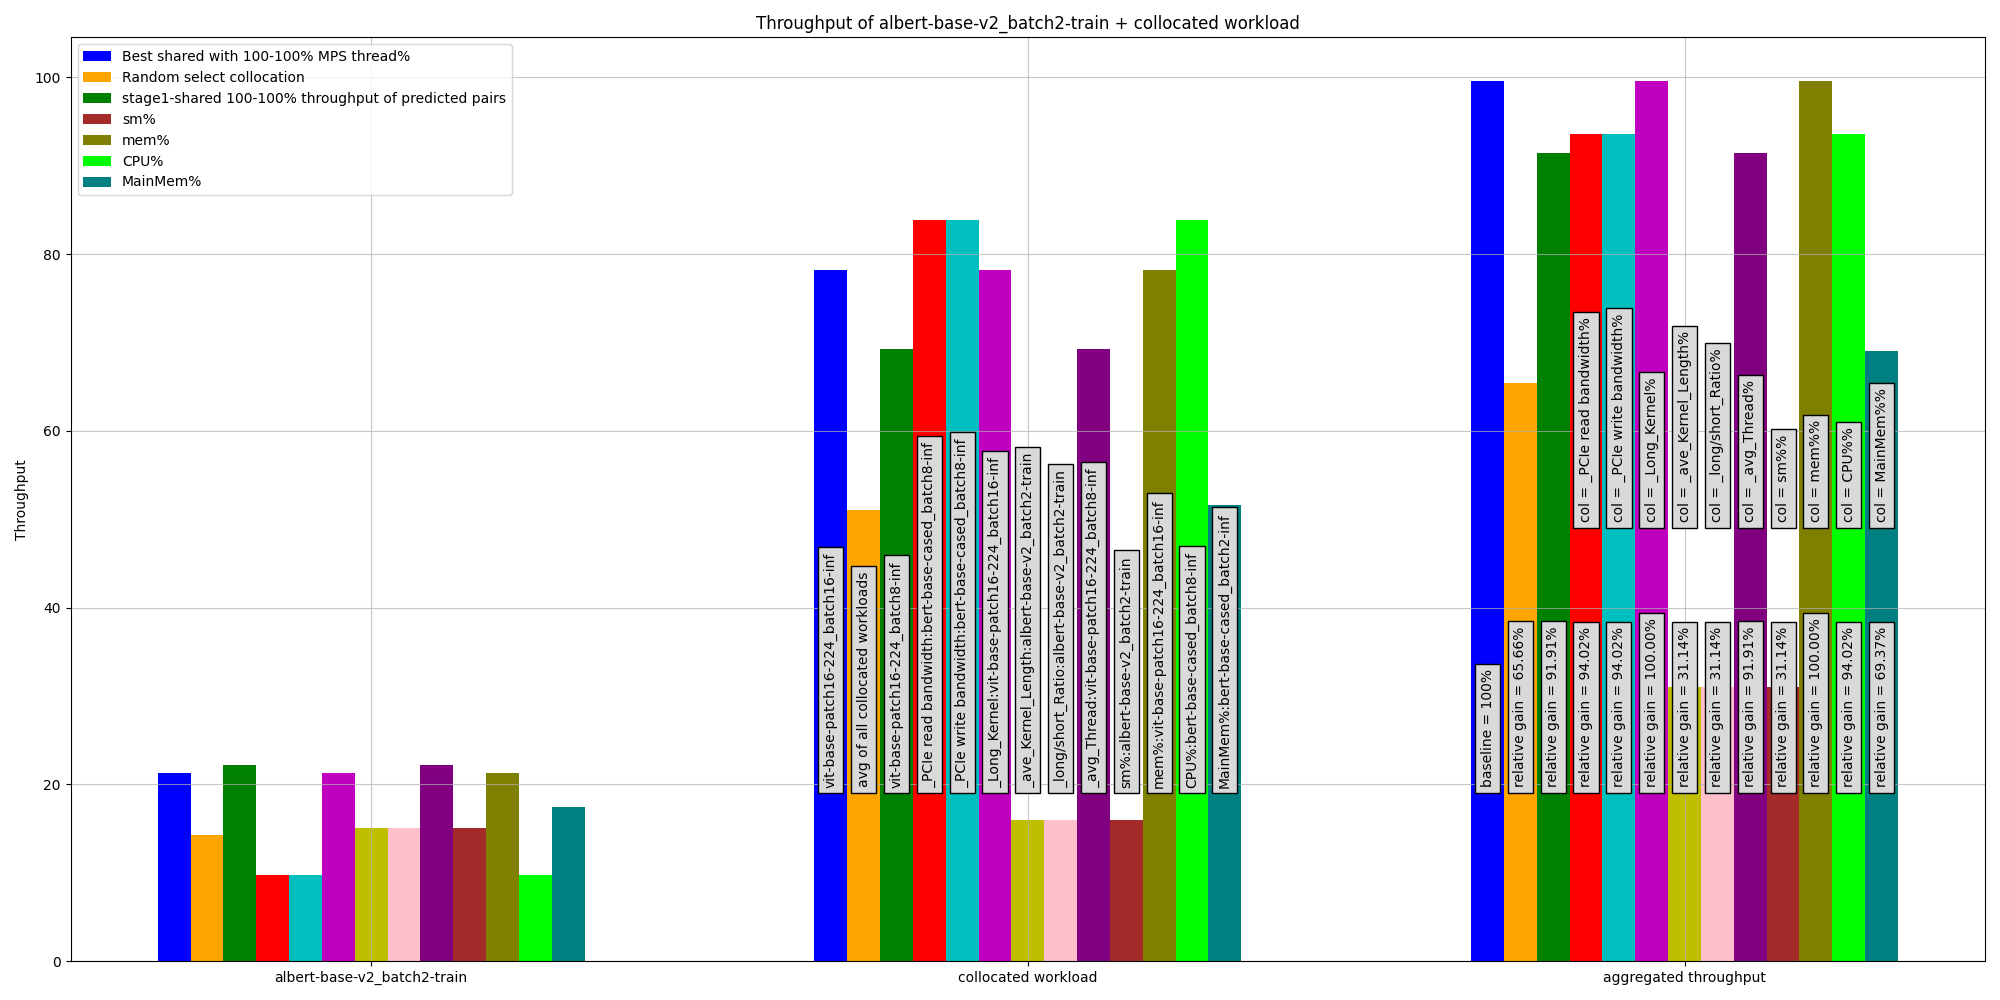 Throughput of albert-base-v2_batch2-train + collocated workload
Best shared with 100-100% MPS thread%
Random select collocation
stage1-shared 100-100% throughput of predicted pairs
sm%
mem%
CPU%
MainMem%
Throughput
100
80
60
40
20
0
vit-base-patch16-224_batch16-inf
avg of all collocated workloads
vit-base-patch16-224_batch8-inf
_PCIe read bandwidth:bert-base-cased_batch8-inf
_PCIe write bandwidth:bert-base-cased_batch8-inf
_Long_Kernel:vit-base-patch16-224_batch16-inf
_ave_Kernel_Length:albert-base-v2_batch2-train
_long/short_Ratio:albert-base-v2_batch2-train
_avg_Thread:vit-base-patch16-224_batch8-inf
sm%:albert-base-v2_batch2-train
mem%:vit-base-patch16-224_batch16-inf
CPU%:bert-base-cased_batch8-inf
MainMem%:bert-base-cased_batch2-inf
col = _PCIe read bandwidth%
col = _PCIe write bandwidth%
col = _Long_Kernel%
col = _ave_Kernel_Length%
col = _long/short_Ratio%
col = _avg_Thread%
col = sm%%
col = mem%%
col = CPU%%
col = MainMem%%
baseline = 100%
relative gain = 65.66%
relative gain = 91.91%
relative gain = 94.02%
relative gain = 94.02%
relative gain = 100.00%
relative gain = 31.14%
relative gain = 31.14%
relative gain = 91.91%
relative gain = 31.14%
relative gain = 100.00%
relative gain = 94.02%
relative gain = 69.37%
albert-base-v2_batch2-train
collocated workload
aggregated throughput